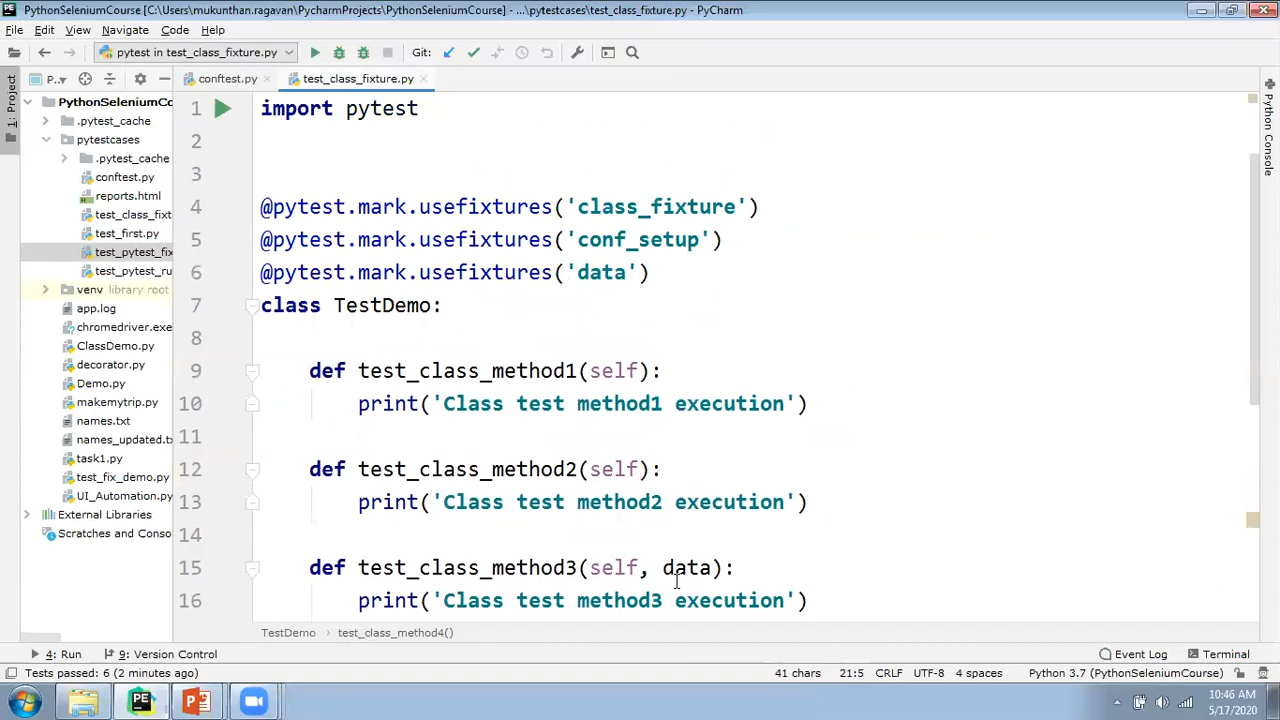 PythonSeleniumCourse [C:\Users\mukunthan.ragavan\PycharmProjects\PythonSeleniumCourse] - ...\pytestcases\test_class_fixture.py - PyCharm
File Edit View Navigate Code Help
pytest in test_class_fixture.py Git:
1: Project
P..
conftest.py
test_class_fixture.py
PythonSeleniumCo
.pytest_cache
pytestcases
.pytest_cache
conftest.py
reports.html
test_class_fixt
test_first.py
test_pytest_fix
test_pytest_ru
venv library root
app.log
chromedriver.exe
ClassDemo.py
decorator.py
Demo.py
makemytrip.py
names.txt
names_updated.tx
task1.py
test_fix_demo.py
UI_Automation.py
External Libraries
Scratches and Conso
1 import pytest
2
3
4 @pytest.mark.usefixtures('class_fixture')
5 @pytest.mark.usefixtures('conf_setup')
6 @pytest.mark.usefixtures('data')
7 class TestDemo:
8
9 def test_class_method1(self):
10 print('Class test method1 execution')
11
12 def test_class_method2(self):
13 print('Class test method2 execution')
14
15 def test_class_method3(self, data):
16 print('Class test method3 execution')
Python Console
TestDemo test_class_method4()
4: Run 9: Version Control Event Log Terminal
Tests passed: 6 (2 minutes ago) 41 chars 21:5 CRLF UTF-8 4 spaces Python 3.7 (PythonSeleniumCourse)
PE
10:46 AM
5/17/2020